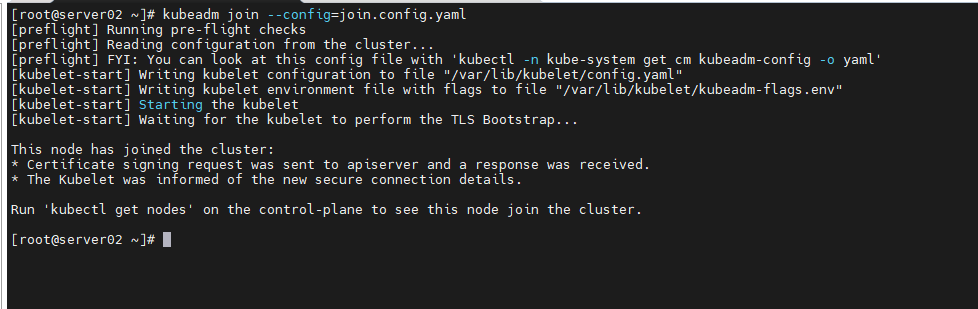 [root@server02 ~]# kubeadm join --config=join.config.yaml
[preflight] Running pre-flight checks
[preflight] Reading configuration from the cluster...
[preflight] FYI: You can look at this config file with 'kubectl -n kube-system get cm kubeadm-config -o yaml'
[kubelet-start] Writing kubelet configuration to file "/var/lib/kubelet/config.yaml"
[kubelet-start] Writing kubelet environment file with flags to file "/var/lib/kubelet/kubeadm-flags.env"
[kubelet-start] Starting the kubelet
[kubelet-start] Waiting for the kubelet to perform the TLS Bootstrap...
This node has joined the cluster:
* Certificate signing request was sent to apiserver and a response was received.
* The Kubelet was informed of the new secure connection details.
Run 'kubectl get nodes' on the control-plane to see this node join the cluster.
[root@server02 ~]#